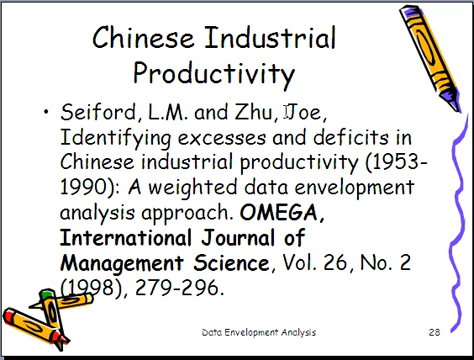 Chinese Industrial
Productivity
• Seiford, L.M. and Zhu, Joe,
Identifying excesses and deficits in
Chinese industrial productivity (1953-
1990): A weighted data envelopment
analysis approach. OMEGA,
International Journal of
Management Science, Vol. 26, No. 2
(1998), 279-296.
Data Envelopment Analysis
28